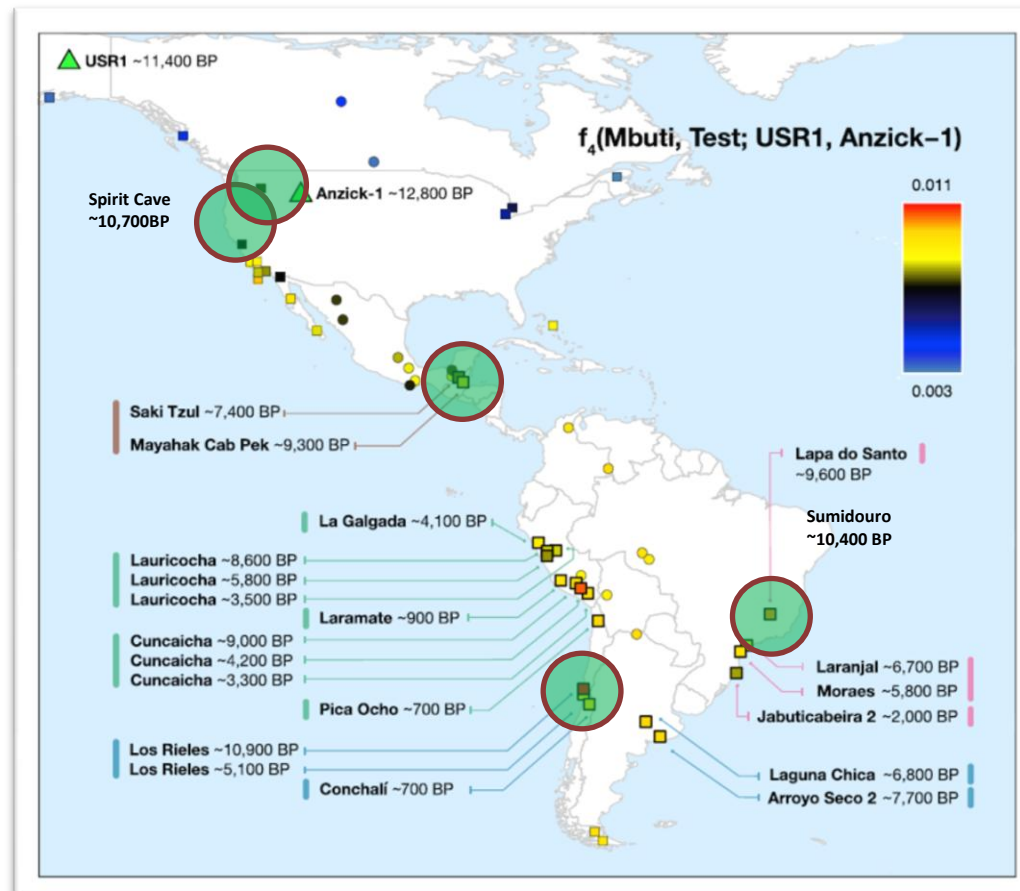 USR1 ~11,400 BP
f4(Mbuti, Test; USR1, Anzick−1)
0.011
0.003
Spirit Cave
~10,700BP
Anzick-1 ~12,800 BP
Saki Tzul ~7,400 BP
Mayahak Cab Pek ~9,300 BP
Lapa do Santo
~9,600 BP
Sumidouro
~10,400 BP
La Galgada ~4,100 BP
Lauricocha ~8,600 BP
Lauricocha ~5,800 BP
Lauricocha ~3,500 BP
Laramate ~900 BP
Cuncaicha ~9,000 BP
Cuncaicha ~4,200 BP
Cuncaicha ~3,300 BP
Pica Ocho ~700 BP
Los Rieles ~10,900 BP
Los Rieles ~5,100 BP
Conchalí ~700 BP
Laranjal ~6,700 BP
Moraes ~5,800 BP
Jabuticabeira 2 ~2,000 BP
Laguna Chica ~6,800 BP
Arroyo Seco 2 ~7,700 BP